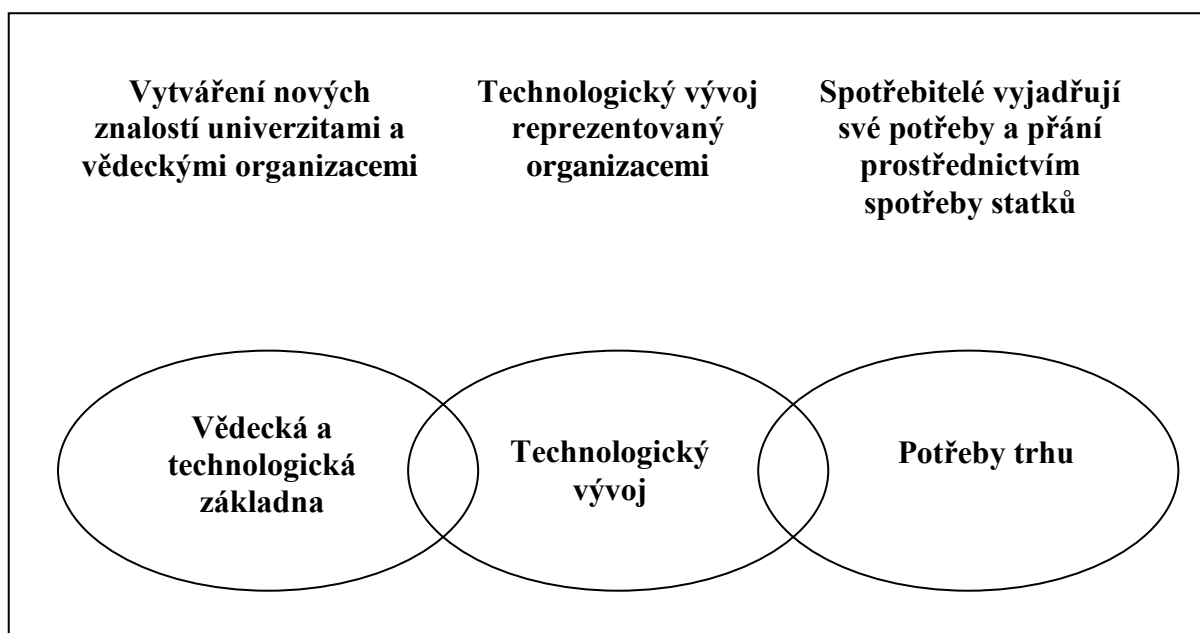 Vytváření nových
znalostí univerzitami a
vědeckými organizacemi
Technologický vývoj
reprezentovaný
organizacemi
Spotřebitelé vyjadřují
své potřeby a přání
prostřednictvím
spotřeby statků
Vědecká a
technologická
základna
Technologický
vývoj
Potřeby trhu